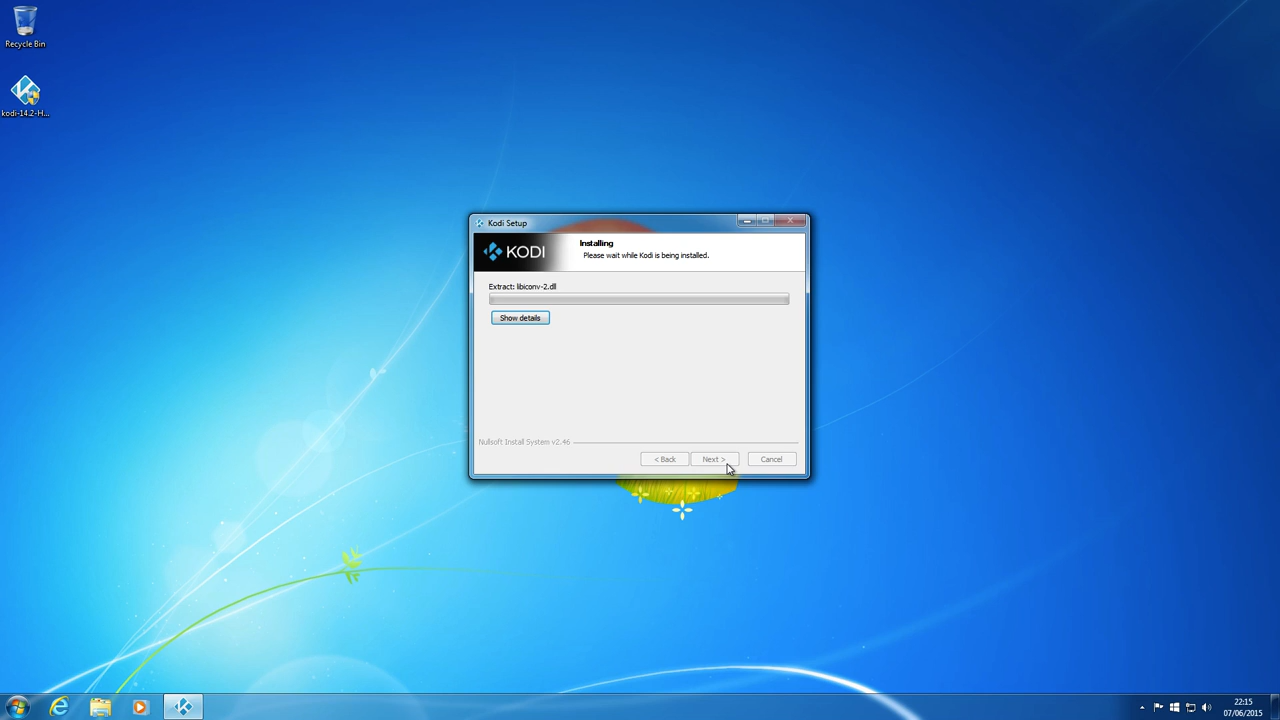 Recycle Bin
kodi-14.2-H...
Kodi Setup
KODI
Installing
Please wait while Kodi is being installed.
Extract: libiconv-2.dll
Show details
Nullsoft Install System v2.46
< Back
Next >
Cancel
22:15
07/06/2015